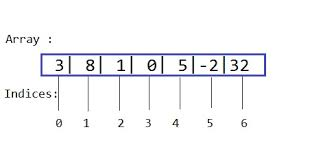 Array :
3| 8| 1| 0| 5|-2|32
Indices:
0 1 2 3 4 5 6